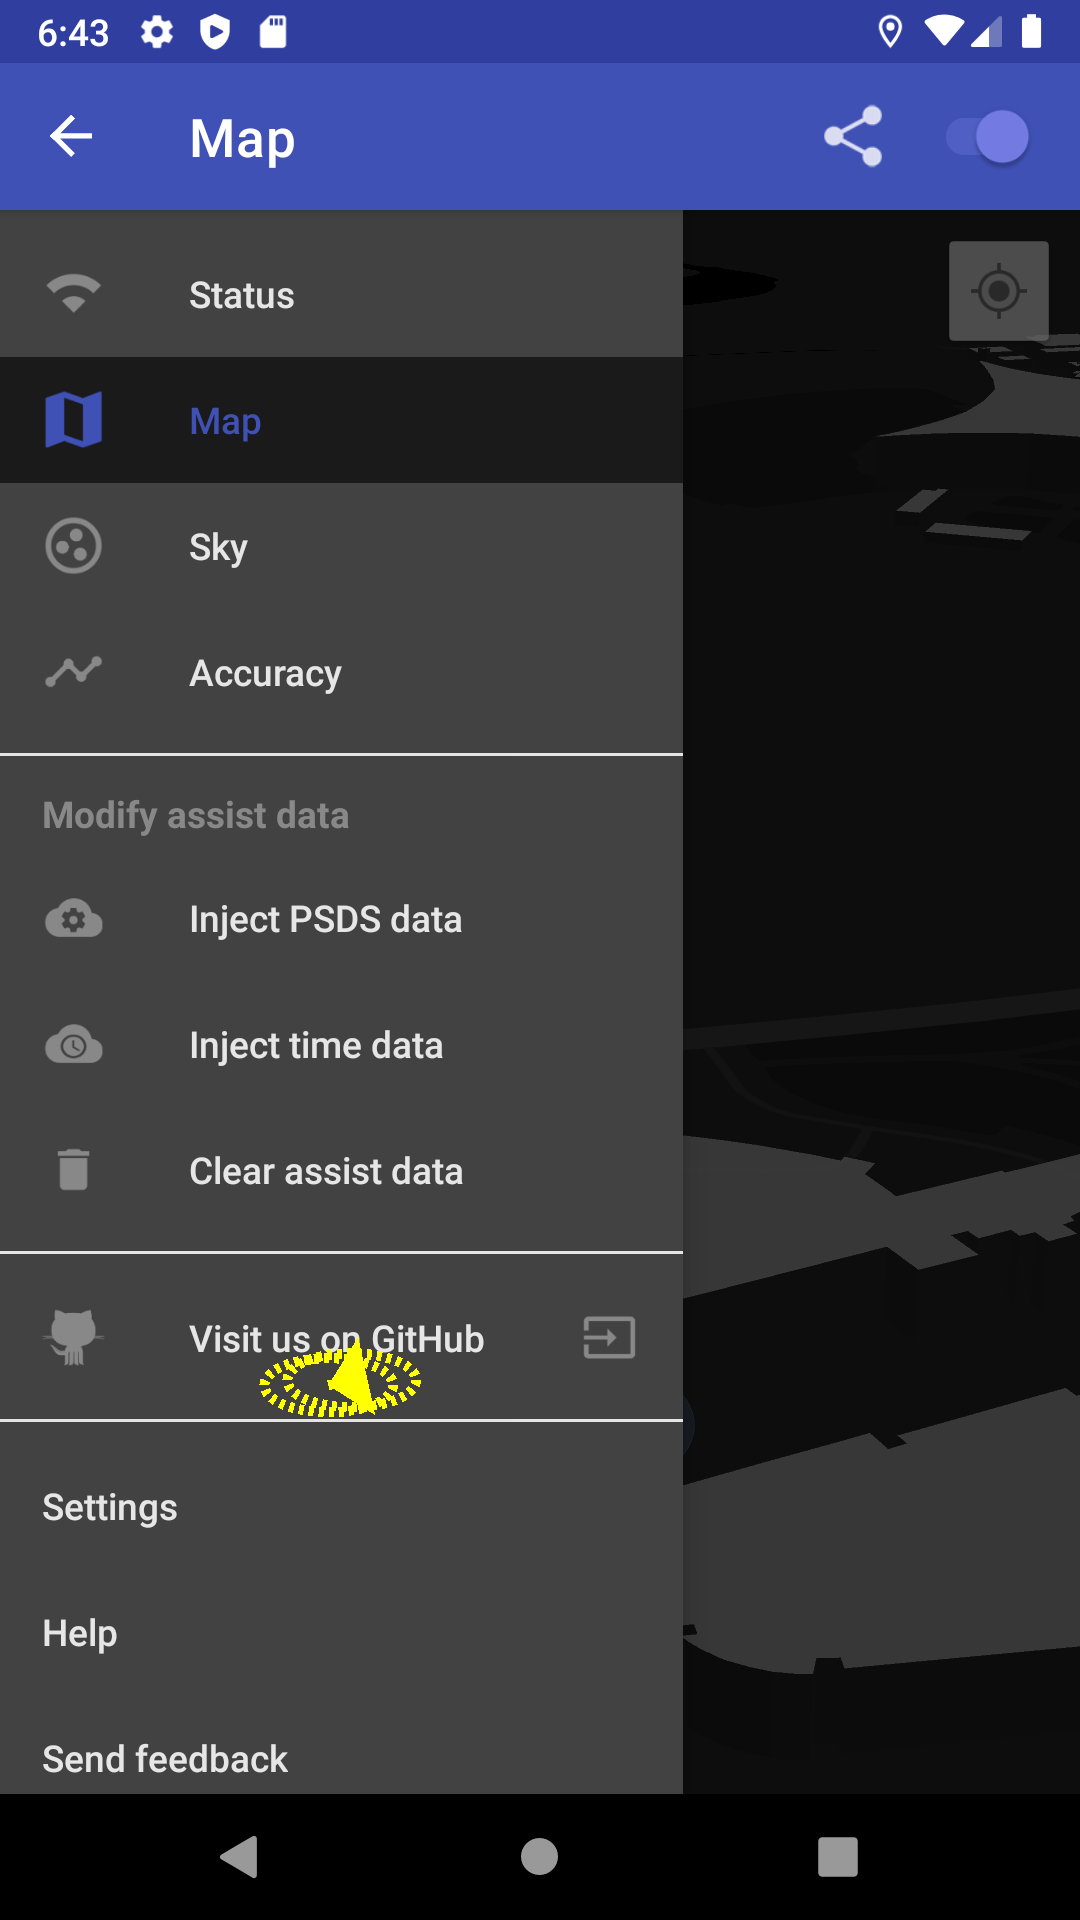 6:43
Map
Status
Map
Sky
Accuracy
Modify assist data
Inject PSDS data
Inject time data
Clear assist data
Visit us on GitHub
Settings
Help
Send feedback